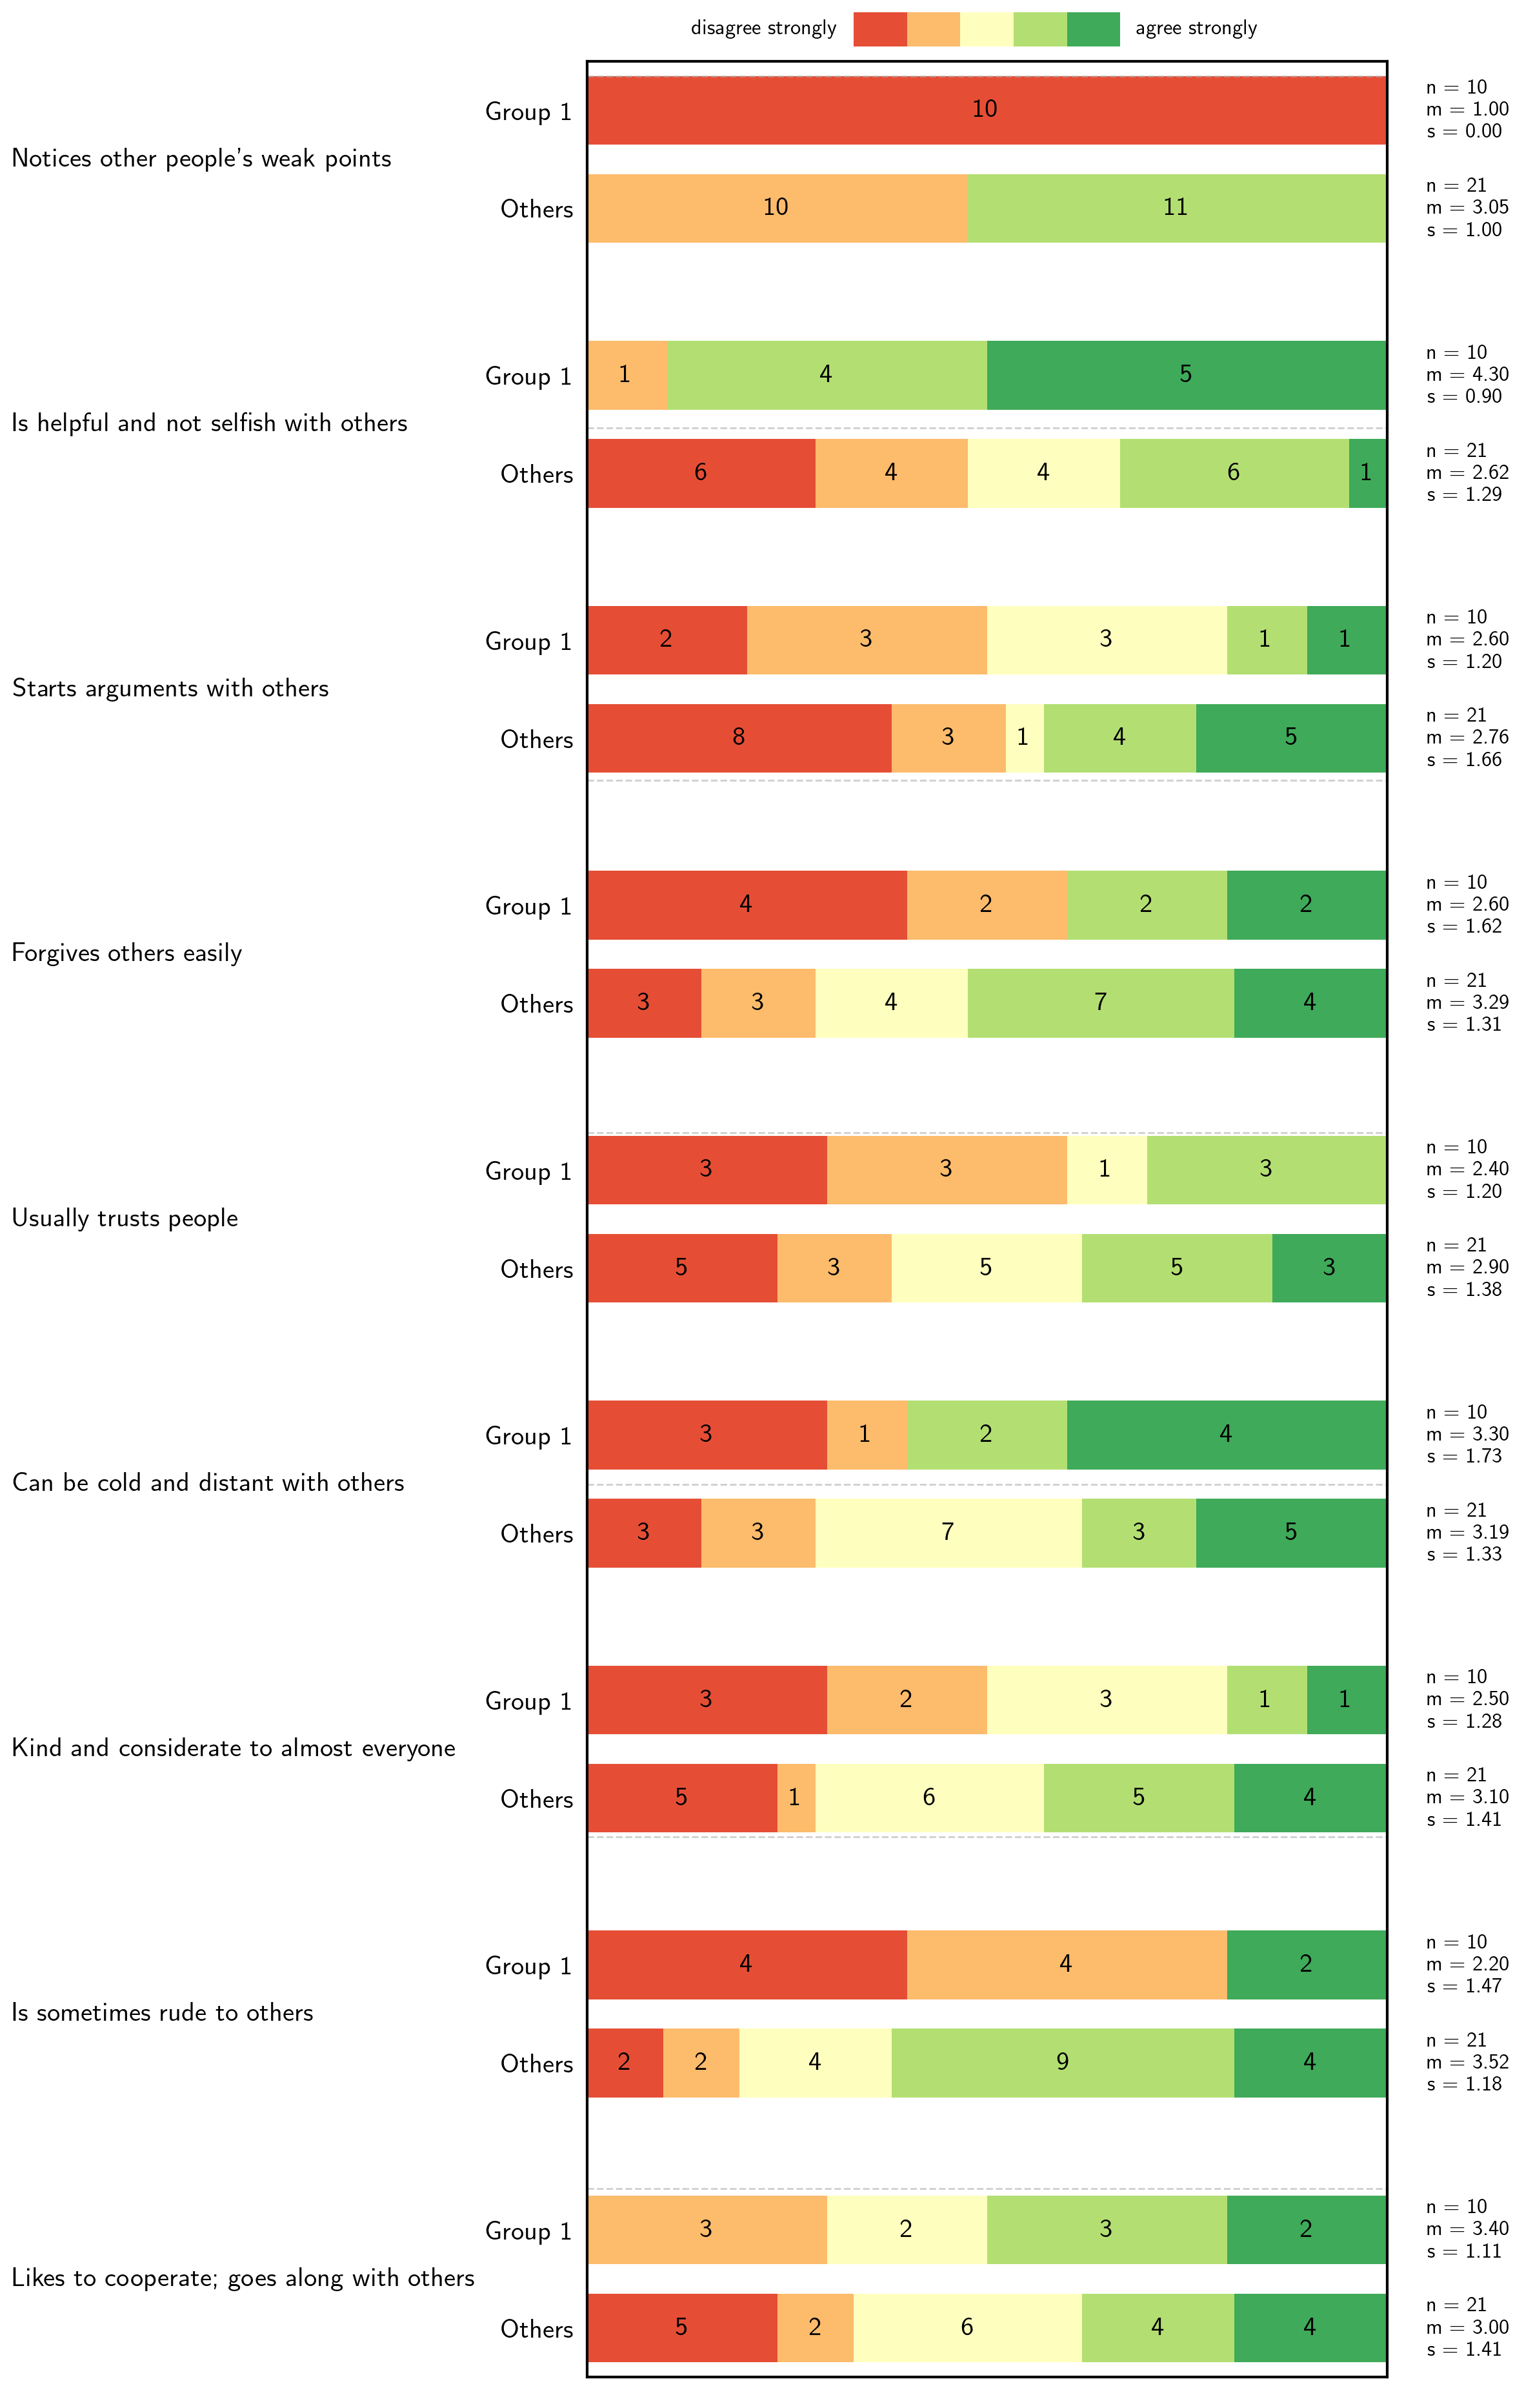 disagree strongly agree strongly
Group 1 10 n = 10
m = 1.00
s = 0.00
Notices other people's weak points
Others 10 11 n = 21
m = 3.05
s = 1.00
Group 1 1 4 5 n = 10
m = 4.30
s = 0.90
Is helpful and not selfish with others
Others 6 4 4 6 1 n = 21
m = 2.62
s = 1.29
Group 1 2 3 3 1 1 n = 10
m = 2.60
s = 1.20
Starts arguments with others
Others 8 3 1 4 5 n = 21
m = 2.76
s = 1.66
Group 1 4 2 2 2 n = 10
m = 2.60
s = 1.62
Forgives others easily
Others 3 3 4 7 4 n = 21
m = 3.29
s = 1.31
Group 1 3 3 1 3 n = 10
m = 2.40
s = 1.20
Usually trusts people
Others 5 3 5 5 3 n = 21
m = 2.90
s = 1.38
Group 1 3 1 2 4 n = 10
m = 3.30
s = 1.73
Can be cold and distant with others
Others 3 3 7 3 5 n = 21
m = 3.19
s = 1.33
Group 1 3 2 3 1 1 n = 10
m = 2.50
s = 1.28
Kind and considerate to almost everyone
Others 5 1 6 5 4 n = 21
m = 3.10
s = 1.41
Group 1 4 4 2 n = 10
m = 2.20
s = 1.47
Is sometimes rude to others
Others 2 2 4 9 4 n = 21
m = 3.52
s = 1.18
Group 1 3 2 3 2 n = 10
m = 3.40
s = 1.11
Likes to cooperate; goes along with others
Others 5 2 6 4 4 n = 21
m = 3.00
s = 1.41